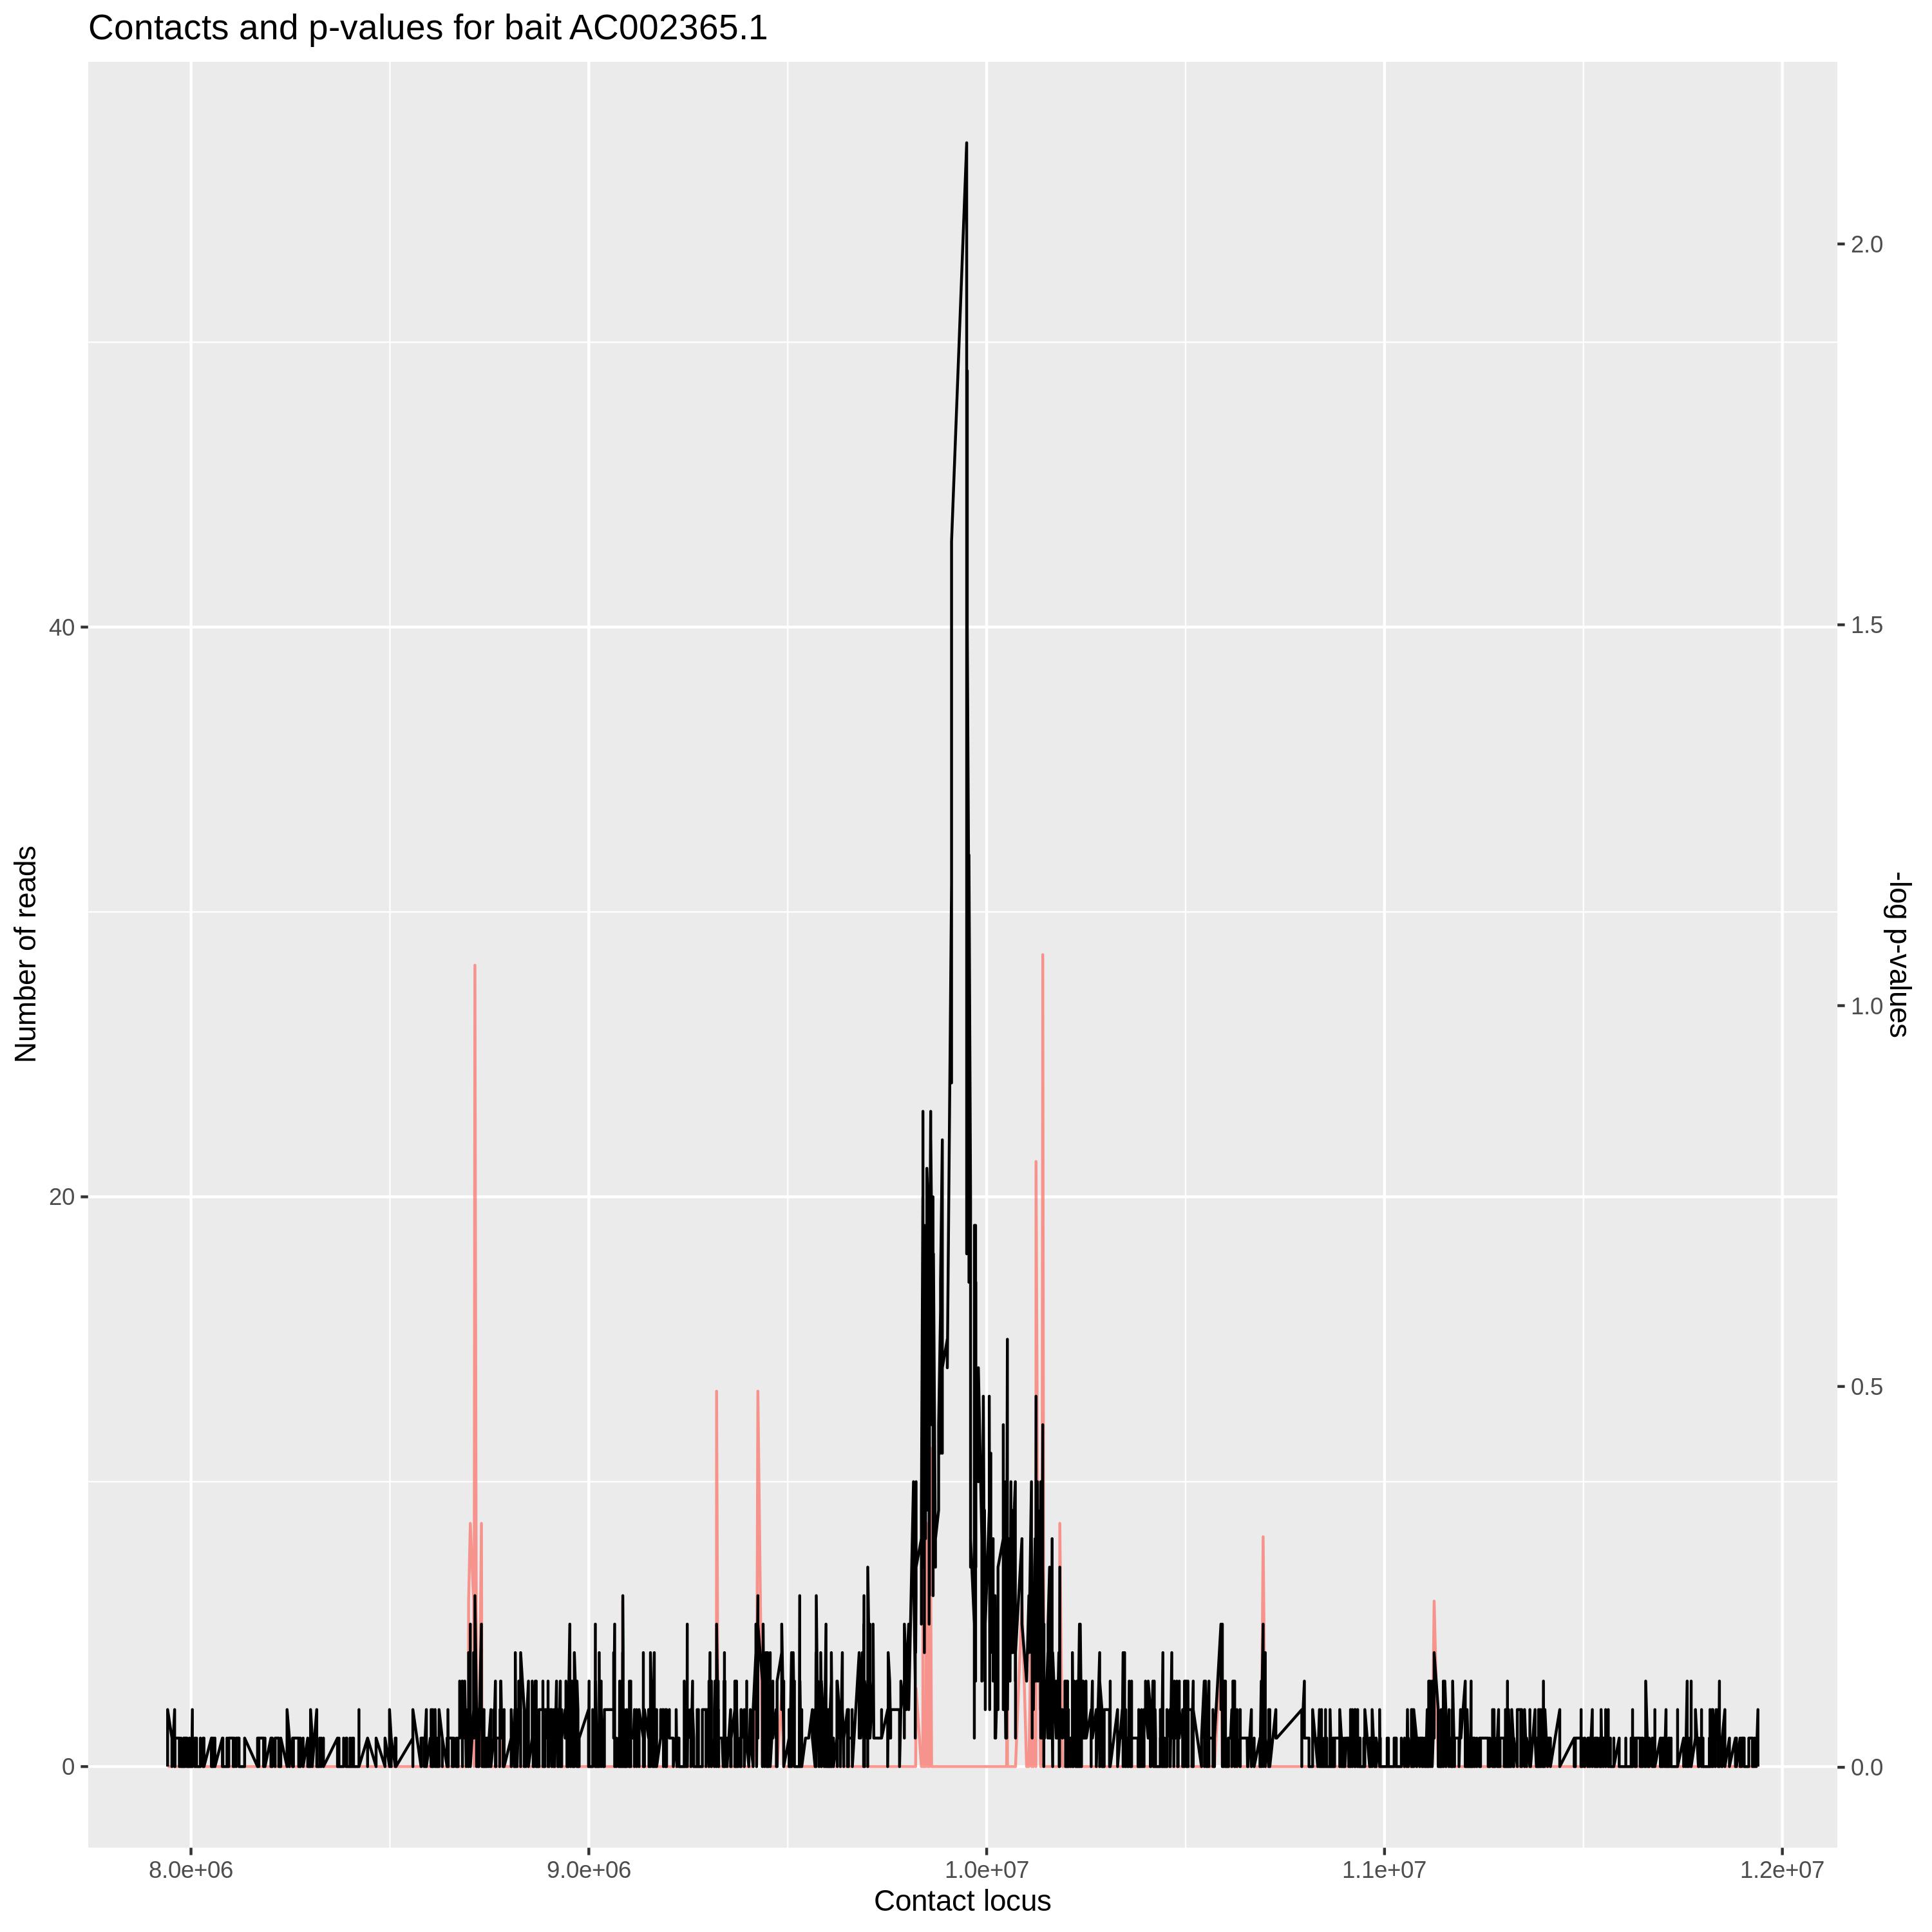 Contacts and p-values for bait AC002365.1
Number of reads
40
20
0
2.0
1.5
1.0
0.5
0.0
-log p-values
8.0e+06
9.0e+06
1.0e+07
1.1e+07
1.2e+07
Contact locus